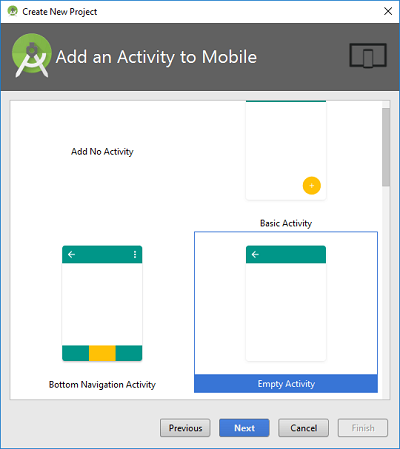 Create New Project
Add an Activity to Mobile
Add No Activity
Basic Activity
Bottom Navigation Activity
Empty Activity
Previous
Next
Cancel
Finish